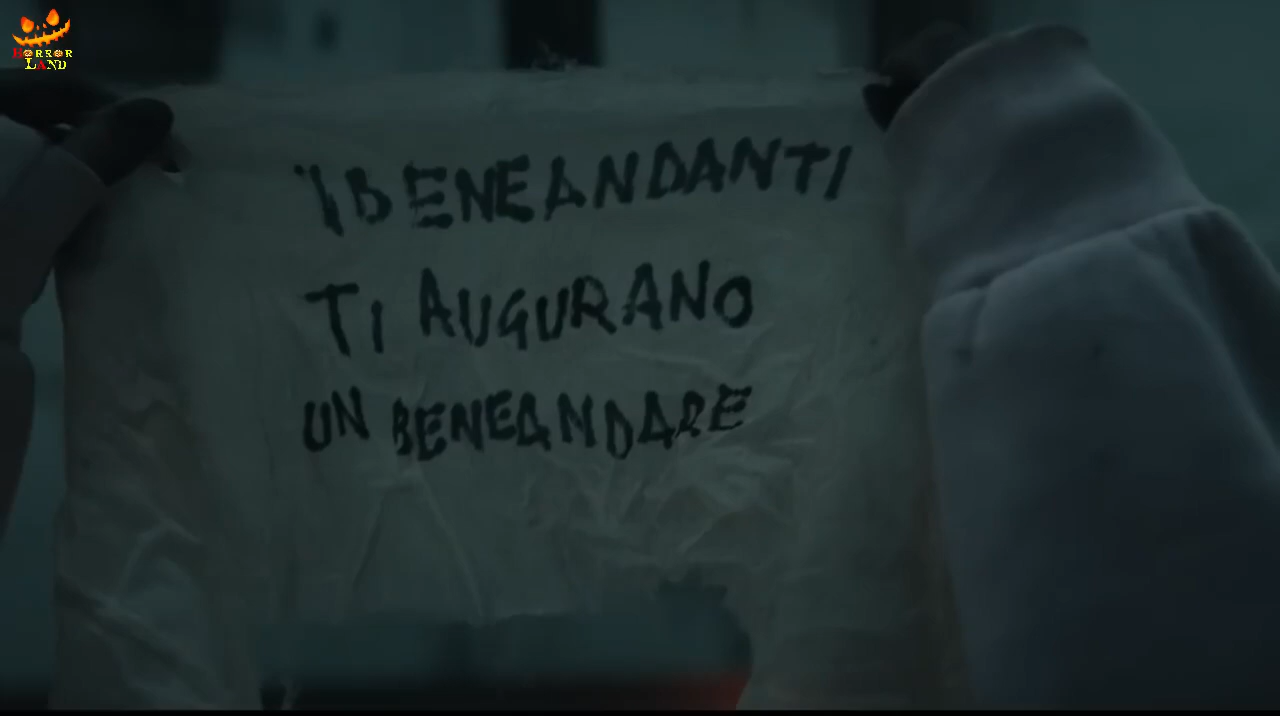 HORROR
LAND
I BENEANDANTI
TI AUGURANO
UN BENEANDARE